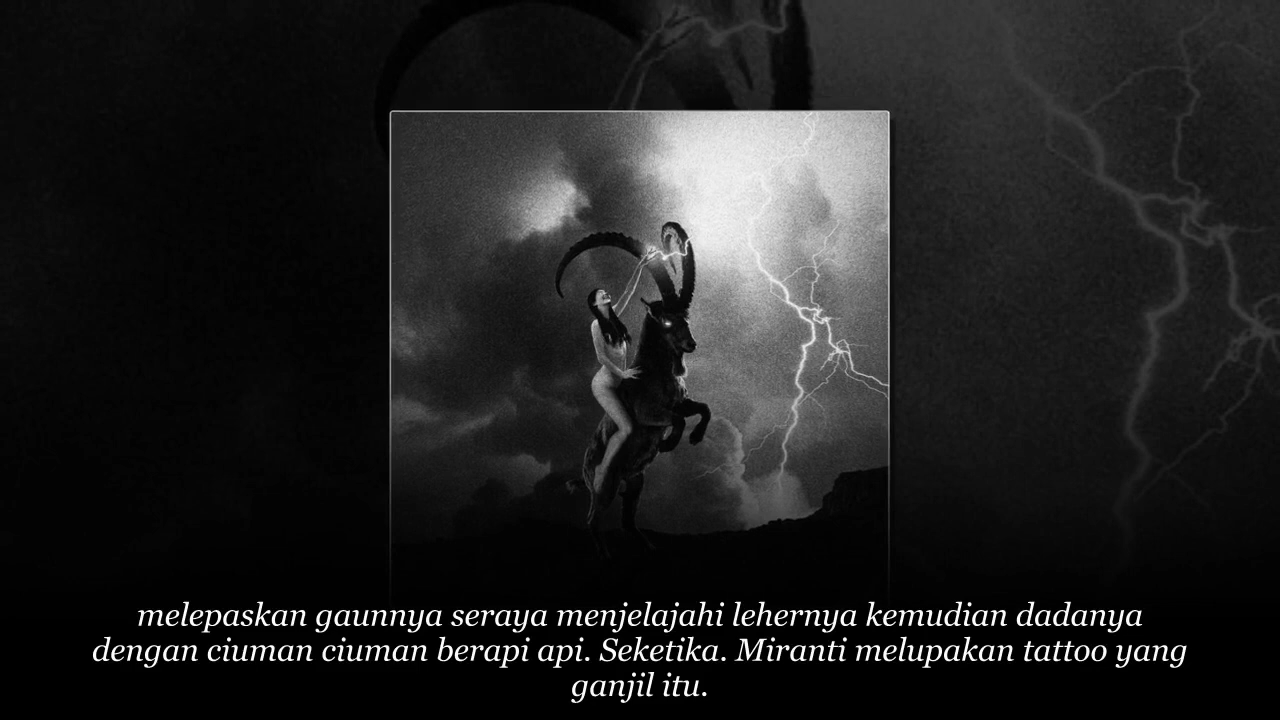 melepaskan gaunnya seraya menjelajahi lehernya kemudian dadanya
dengan ciuman ciuman berapi api. Seketika. Miranti melupakan tattoo yang
ganjil itu.